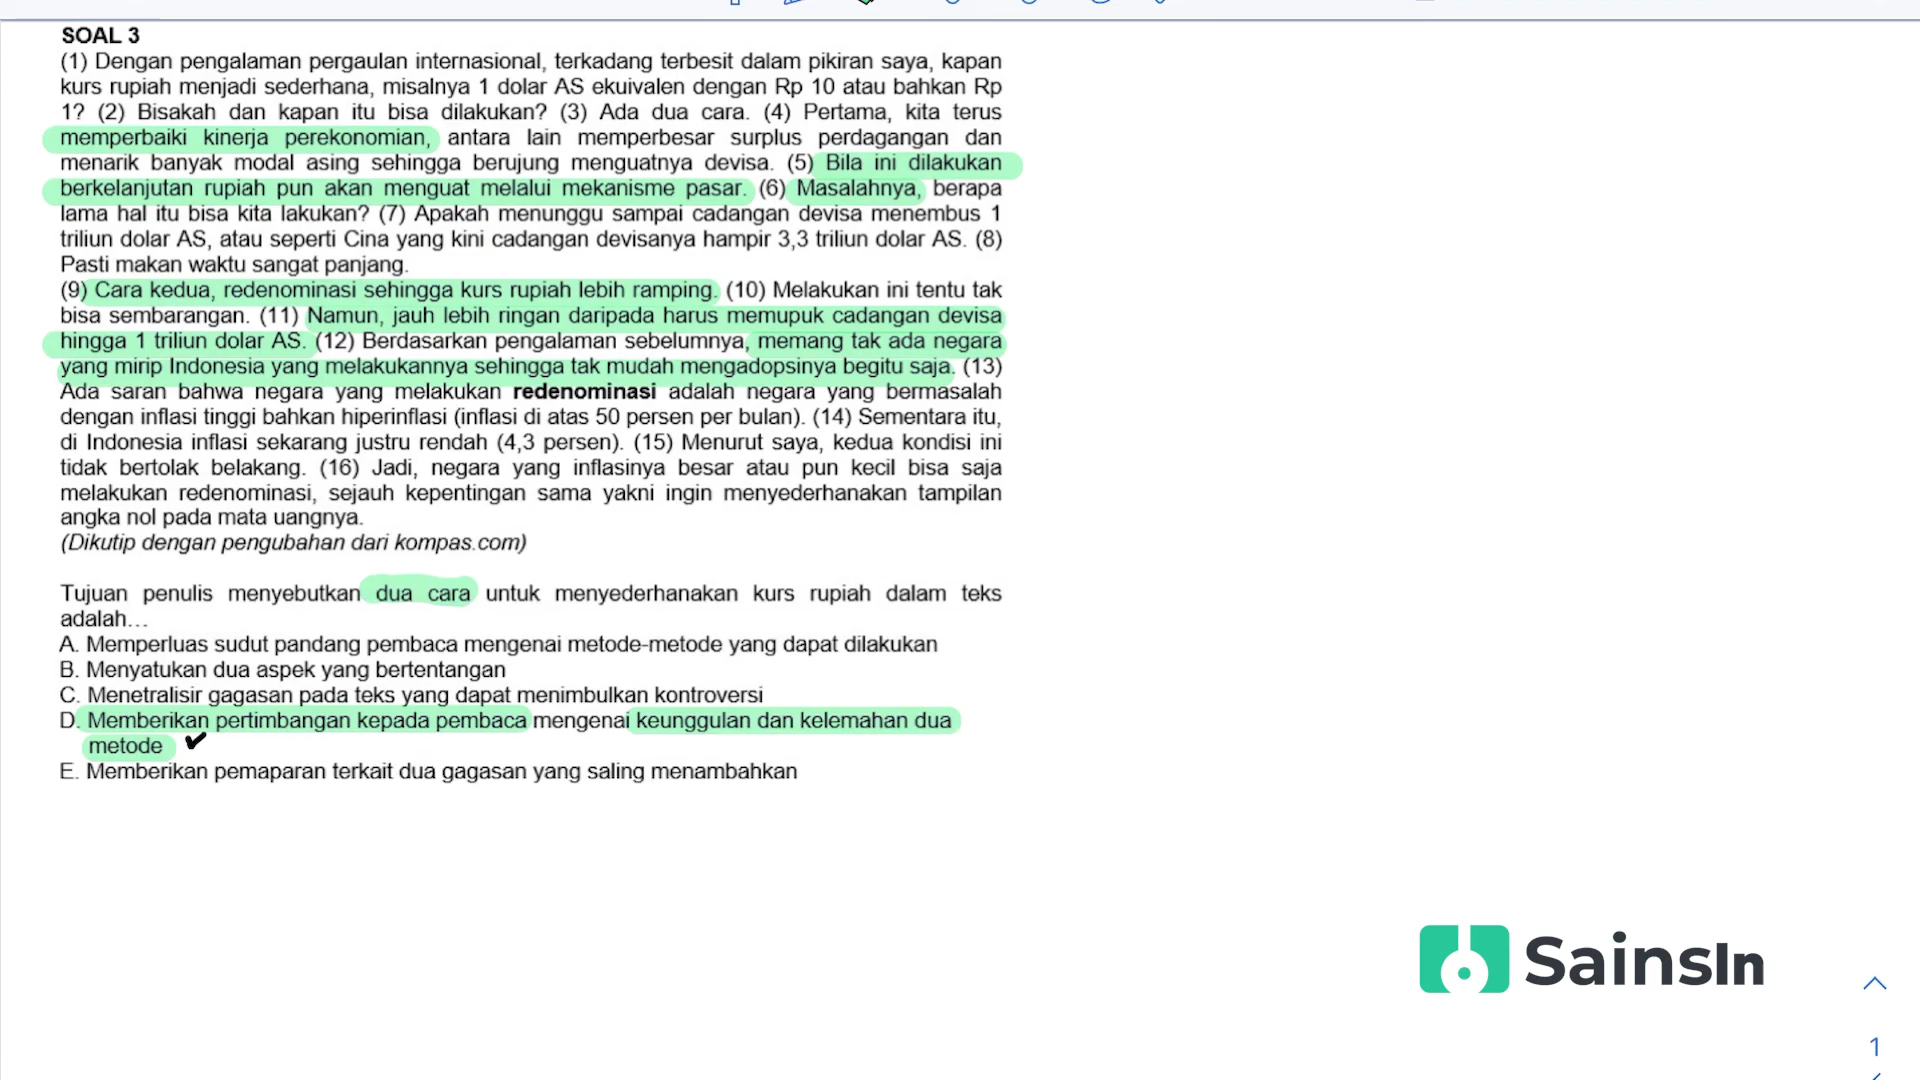 SOAL 3
(1) Dengan pengalaman pergaulan internasional, terkadang terbesit dalam pikiran saya, kapan
kurs rupiah menjadi sederhana, misalnya 1 dolar AS ekuivalen dengan Rp 10 atau bahkan Rp
1? (2) Bisakah dan kapan itu bisa dilakukan? (3) Ada dua cara. (4) Pertama, kita terus
memperbaiki kinerja perekonomian, antara lain memperbesar surplus perdagangan dan
menarik banyak modal asing sehingga berujung menguatnya devisa. (5) Bila ini dilakukan
berkelanjutan rupiah pun akan menguat melalui mekanisme pasar. (6) Masalahnya, berapa
lama hal itu bisa kita lakukan? (7) Apakah menunggu sampai cadangan devisa menembus 1
triliun dolar AS, atau seperti Cina yang kini cadangan devisanya hampir 3,3 triliun dolar AS. (8)
Pasti makan waktu sangat panjang.
(9) Cara kedua, redenominasi sehingga kurs rupiah lebih ramping. (10) Melakukan ini tentu tak
bisa sembarangan. (11) Namun, jauh lebih ringan daripada harus memupuk cadangan devisa
hingga 1 triliun dolar AS. (12) Berdasarkan pengalaman sebelumnya, memang tak ada negara
yang mirip Indonesia yang melakukannya sehingga tak mudah mengadopsinya begitu saja. (13)
Ada saran bahwa negara yang melakukan redenominasi adalah negara yang bermasalah
dengan inflasi tinggi bahkan hiperinflasi (inflasi di atas 50 persen per bulan). (14) Sementara itu,
di Indonesia inflasi sekarang justru rendah (4,3 persen). (15) Menurut saya, kedua kondisi ini
tidak bertolak belakang. (16) Jadi, negara yang inflasinya besar atau pun kecil bisa saja
melakukan redenominasi, sejauh kepentingan sama yakni ingin menyederhanakan tampilan
angka nol pada mata uangnya.
(Dikutip dengan pengubahan dari kompas.com)
Tujuan penulis menyebutkan dua cara untuk menyederhanakan kurs rupiah dalam teks
adalah...
A. Memperluas sudut pandang pembaca mengenai metode-metode yang dapat dilakukan
B. Menyatukan dua aspek yang bertentangan
C. Menetralisir gagasan pada teks yang dapat menimbulkan kontroversi
D. Memberikan pertimbangan kepada pembaca mengenai keunggulan dan kelemahan dua
metode
E. Memberikan pemaparan terkait dua gagasan yang saling menambahkan
SainsIn
1